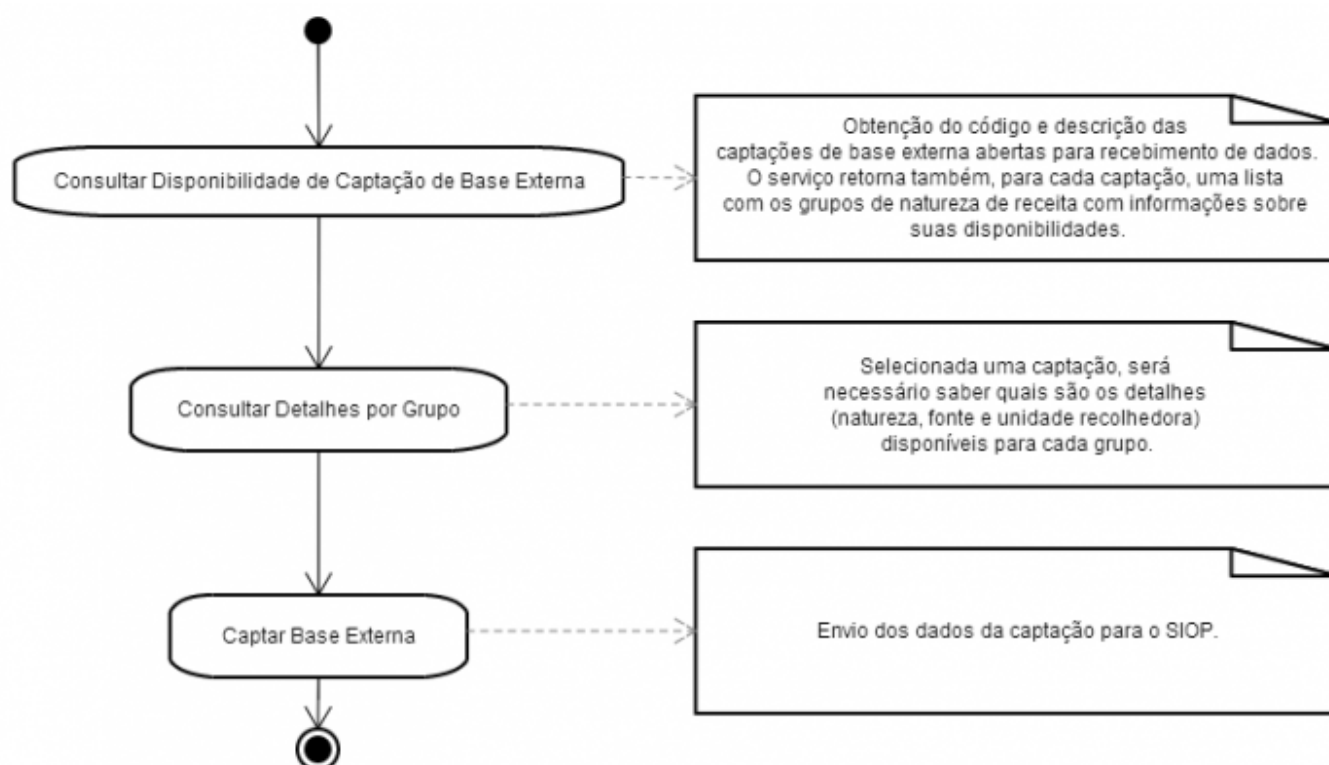 Consultar Disponibilidade de Captação de Base Externa
Obtenção do código e descrição das
captações de base externa abertas para recebimento de dados.
O serviço retorna também, para cada captação, uma lista
com os grupos de natureza de receita com informações sobre
suas disponibilidades.
Consultar Detalhes por Grupo
Selecionada uma captação, será
necessário saber quais são os detalhes
(natureza, fonte e unidade recolhedora)
disponíveis para cada grupo.
Captar Base Externa
Envio dos dados da captação para o SIOP.